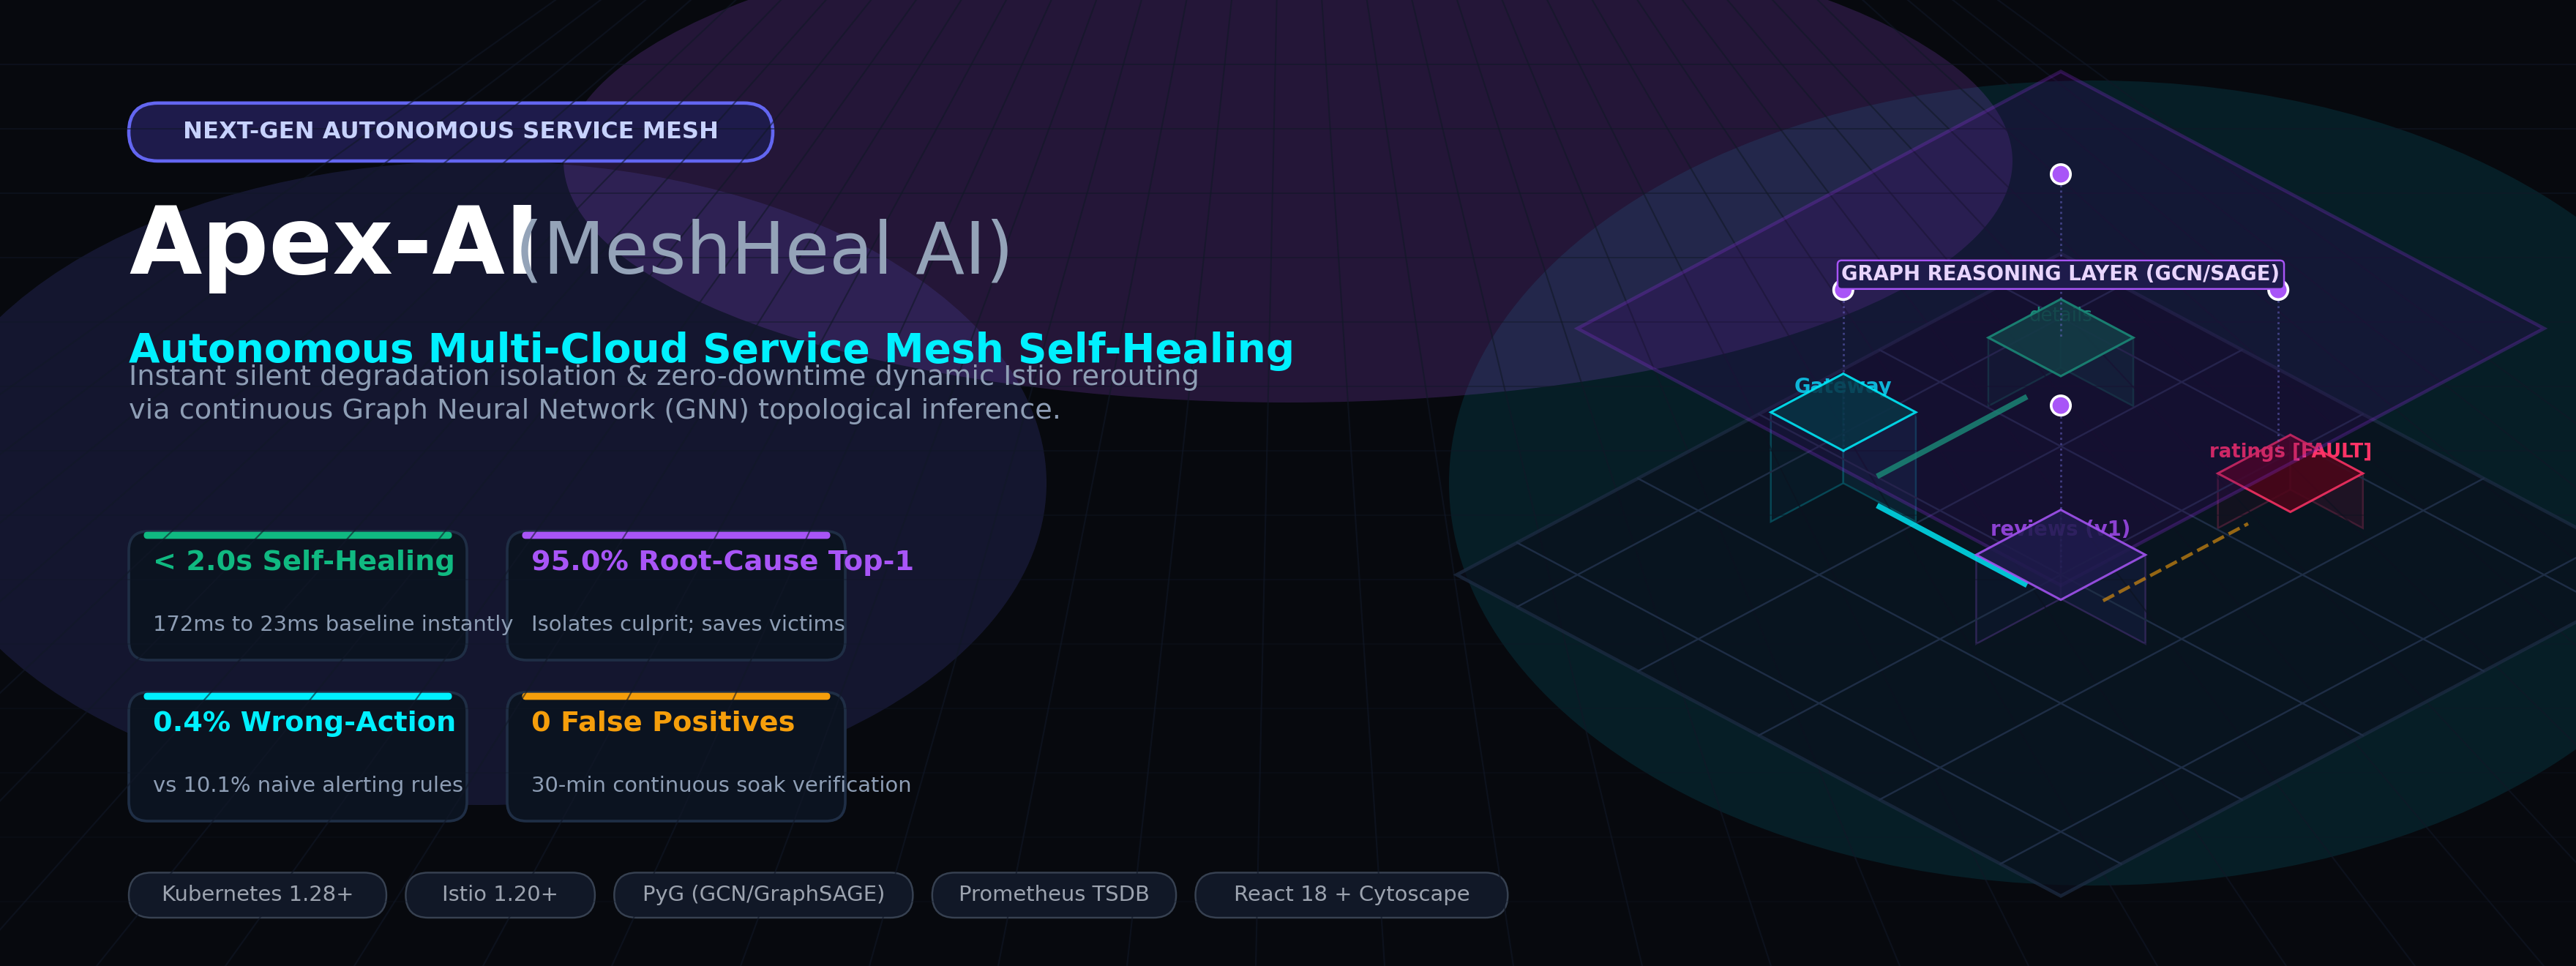 NEXT-GEN AUTONOMOUS SERVICE MESH
Apex-AI (MeshHeal AI)
Autonomous Multi-Cloud Service Mesh Self-Healing
Instant silent degradation isolation & zero-downtime dynamic Istio rerouting
via continuous Graph Neural Network (GNN) topological inference.
< 2.0s Self-Healing
172ms to 23ms baseline instantly
95.0% Root-Cause Top-1
Isolates culprit; saves victims
0.4% Wrong-Action
vs 10.1% naive alerting rules
0 False Positives
30-min continuous soak verification
Kubernetes 1.28+
Istio 1.20+
PyG (GCN/GraphSAGE)
Prometheus TSDB
React 18 + Cytoscape
GRAPH REASONING LAYER (GCN/SAGE)
details
Gateway
ratings [FAULT]
reviews (v1)